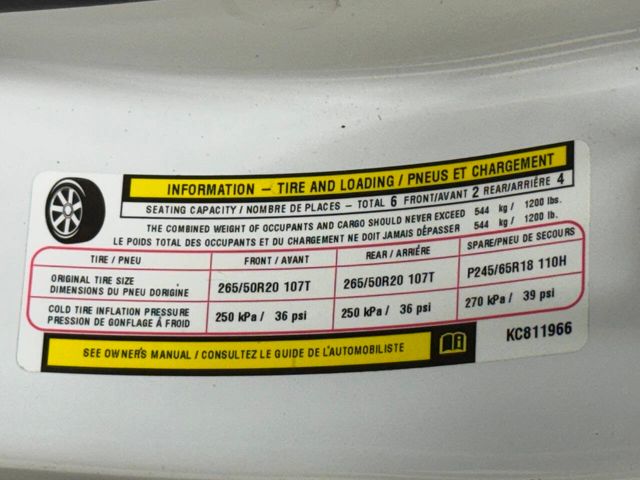 INFORMATION – TIRE AND LOADING / PNEUS ET CHARGEMENT
SEATING CAPACITY / NOMBRE DE PLACES – TOTAL 6 FRONT/AVANT 2 REAR/ARRIÈRE 4
THE COMBINED WEIGHT OF OCCUPANTS AND CARGO SHOULD NEVER EXCEED 544 kg / 1200 lbs.
LE POIDS TOTAL DES OCCUPANTS ET DU CHARGEMENT NE DOIT JAMAIS DÉPASSER 544 kg / 1200 lb.
TIRE / PNEU FRONT / AVANT REAR / ARRIÈRE SPARE/PNEU DE SECOURS
ORIGINAL TIRE SIZE
DIMENSIONS DU PNEU DORIGINE 265/50R20 107T 265/50R20 107T P245/65R18 110H
COLD TIRE INFLATION PRESSURE
PRESSION DE GONFLAGE À FROID 250 kPa / 36 psi 250 kPa / 36 psi 270 kPa / 39 psi
SEE OWNERS MANUAL / CONSULTEZ LE GUIDE DE L'AUTOMOBILISTE
KC811966